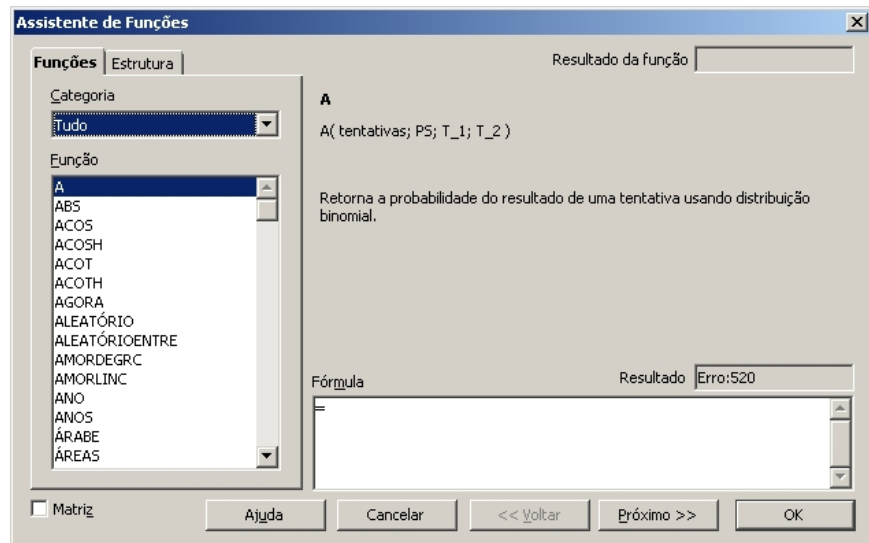 Assistente de Funções
Funções
Estrutura
Resultado da função
Categoria
Tudo
Função
A
ABS
ACOS
ACOSH
ACOT
ACOTH
AGORA
ALEATÓRIO
ALEATÓRIOENTRE
AMORDEGRC
AMORLINC
ANO
ANOS
ÁRABE
ÁREAS
A
A( tentativas; PS; T_1; T_2 )
Retorna a probabilidade do resultado de uma tentativa usando distribuição
binomial.
Fórmula
Resultado
Erro:520
=
Matriz
Ajuda
Cancelar
<< Voltar
Próximo >>
OK